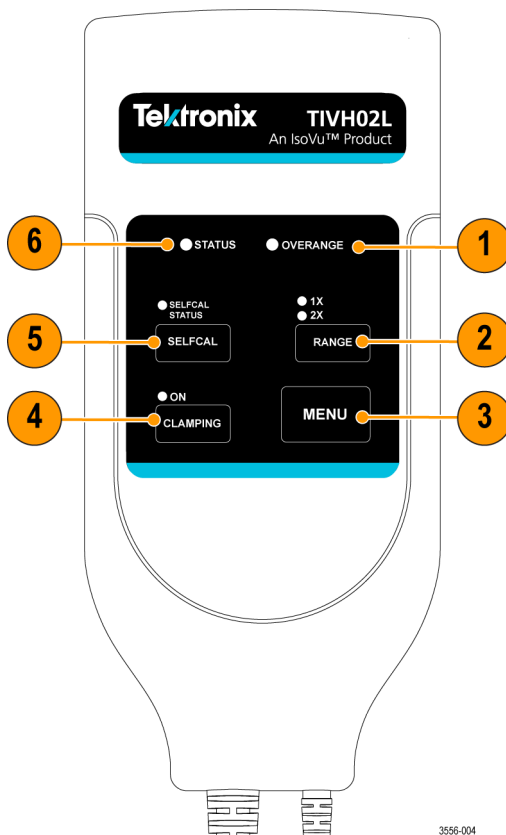 Tektronix TIVH02L
An IsoVu™ Product
6 STATUS OVERANGE 1
SELFCAL
STATUS
1X
2X
5 SELFCAL RANGE 2
ON
4 CLAMPING MENU 3
3556-004